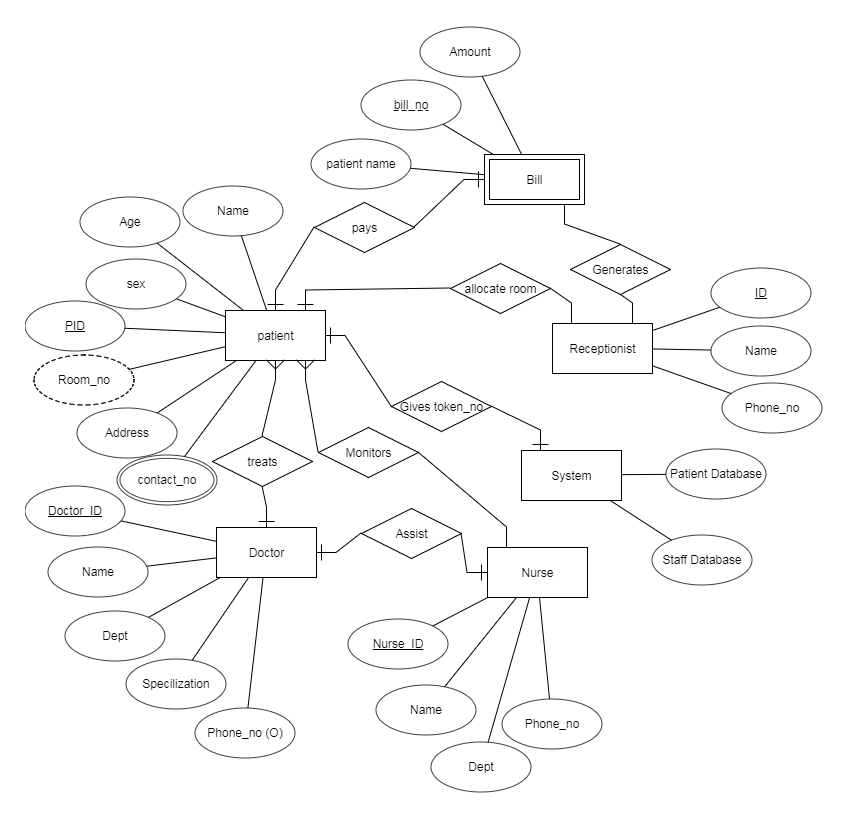 Amount
bill_no
patient name
Bill
Name
Age
pays
sex
Generates
allocate room
ID
PID
patient
Receptionist
Name
Room_no
Phone_no
Gives token_no
Address
Monitors
treats
contact_no
System
Patient Database
Doctor_ID
Assist
Doctor
Staff Database
Name
Nurse
Dept
Nurse_ID
Specilization
Name
Phone_no
Phone_no (O)
Dept